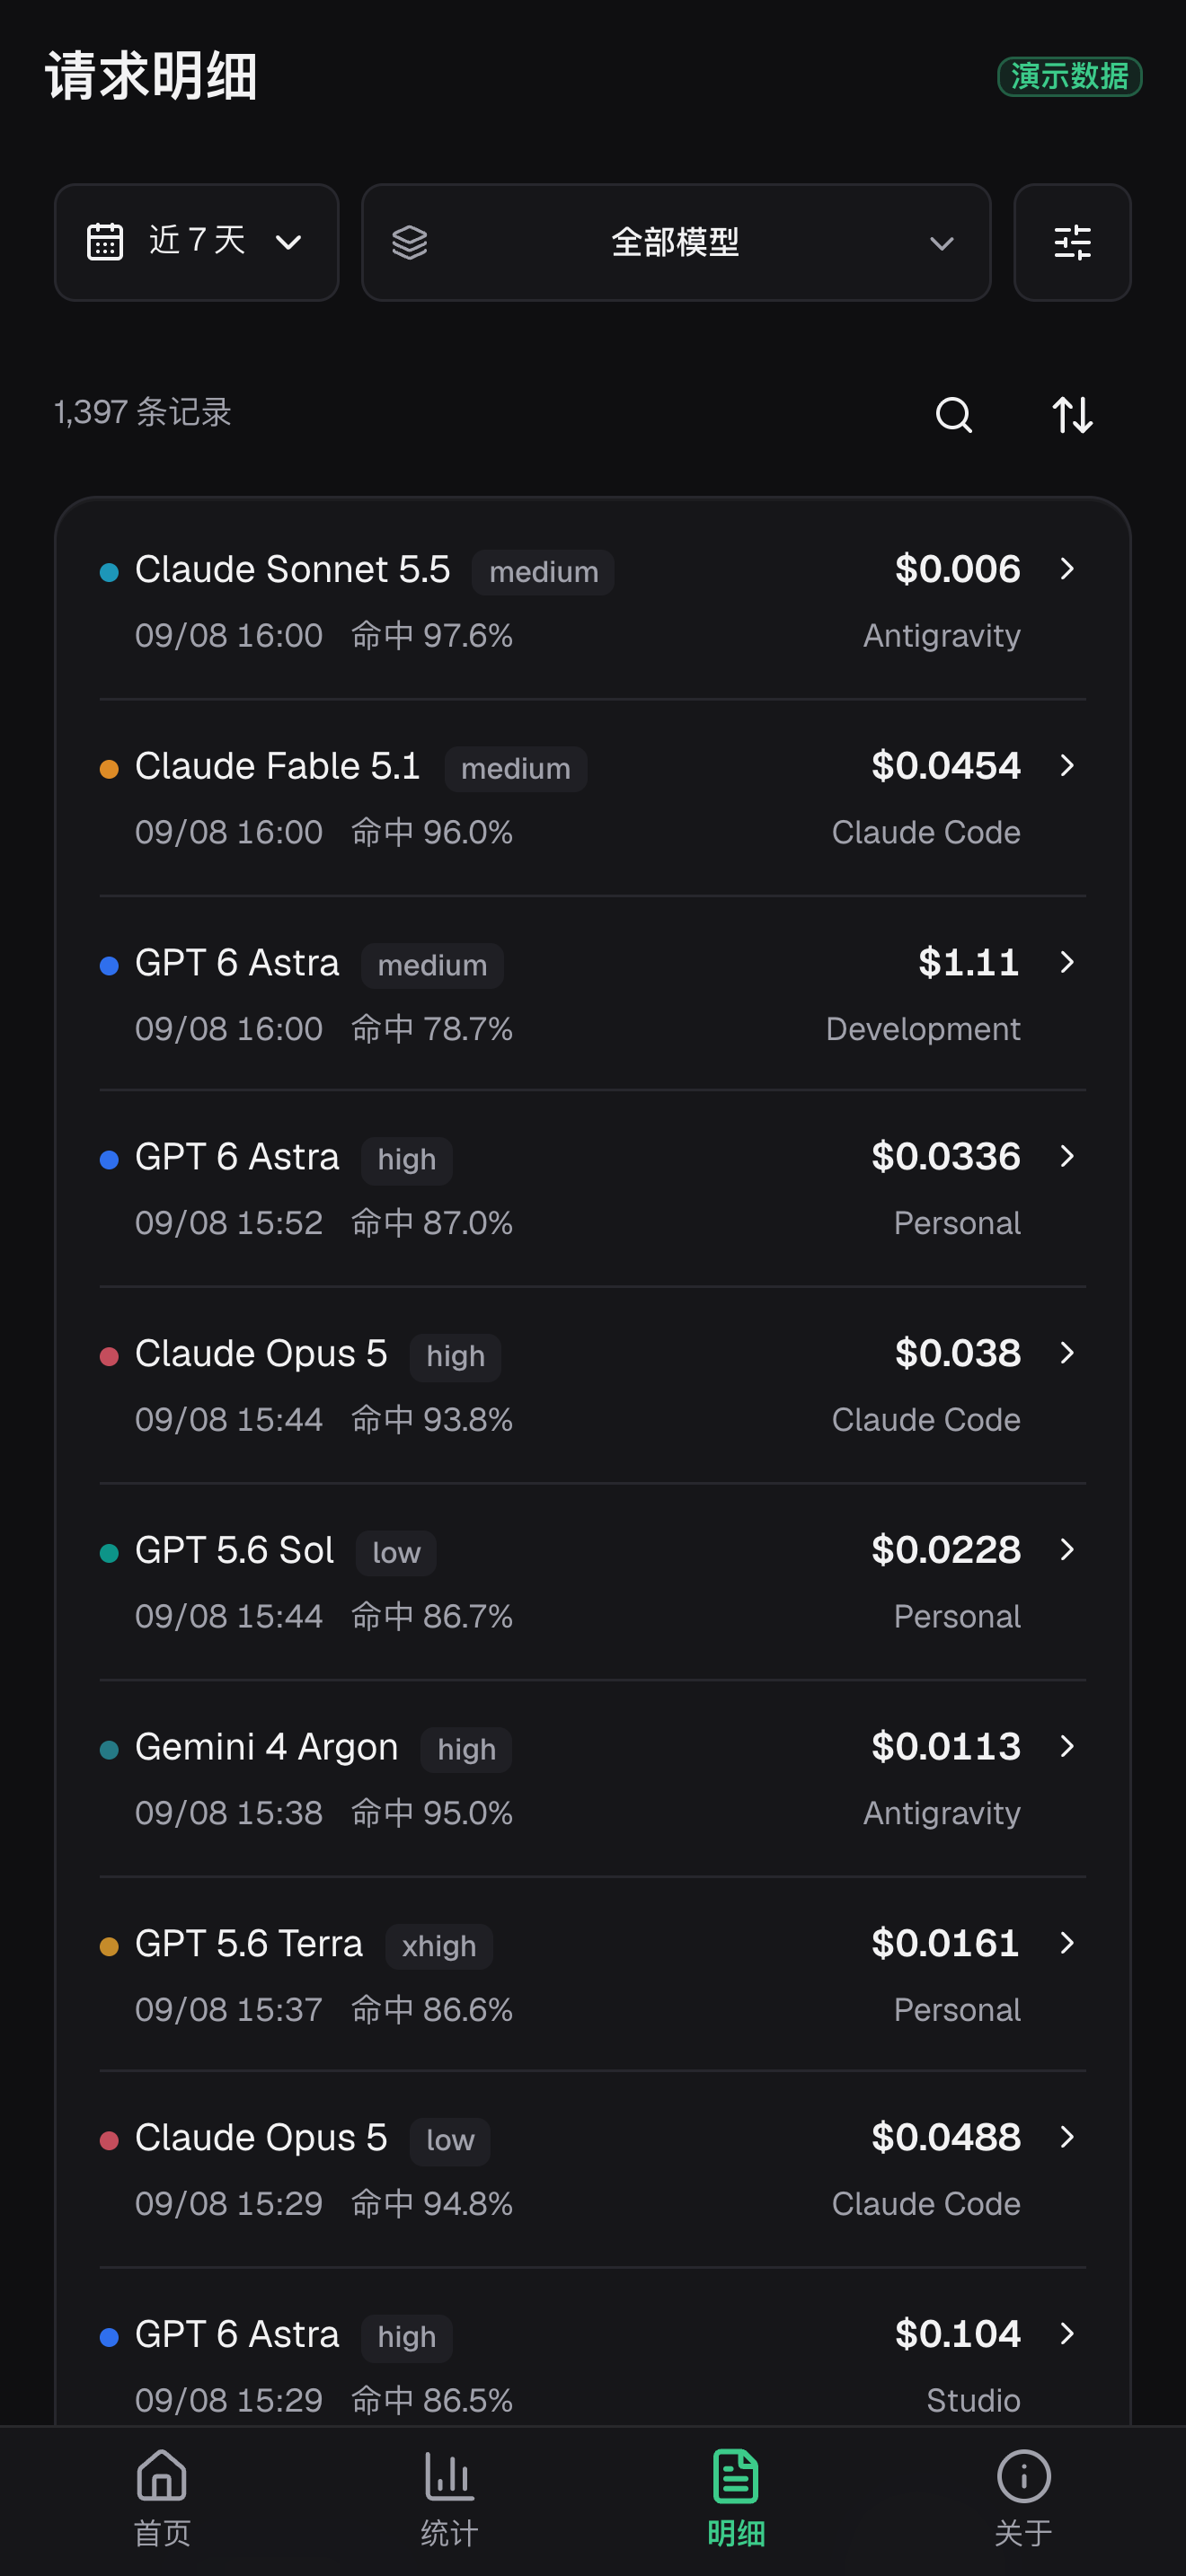 请求明细
演示数据
近 7 天
全部模型
1,397 条记录
Claude Sonnet 5.5 medium $0.006
09/08 16:00 命中 97.6% Antigravity
Claude Fable 5.1 medium $0.0454
09/08 16:00 命中 96.0% Claude Code
GPT 6 Astra medium $1.11
09/08 16:00 命中 78.7% Development
GPT 6 Astra high $0.0336
09/08 15:52 命中 87.0% Personal
Claude Opus 5 high $0.038
09/08 15:44 命中 93.8% Claude Code
GPT 5.6 Sol low $0.0228
09/08 15:44 命中 86.7% Personal
Gemini 4 Argon high $0.0113
09/08 15:38 命中 95.0% Antigravity
GPT 5.6 Terra xhigh $0.0161
09/08 15:37 命中 86.6% Personal
Claude Opus 5 low $0.0488
09/08 15:29 命中 94.8% Claude Code
GPT 6 Astra high $0.104
09/08 15:29 命中 86.5% Studio
首页 统计 明细 关于